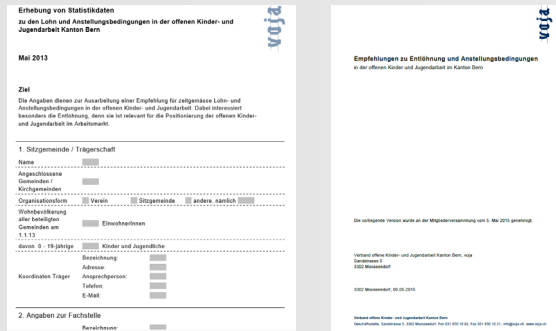 Erhebung von Statistikdaten
zu den Lohn und Anstellungsbedingungen in der offenen Kinder- und
Jugendarbeit Kanton Bern
voja
Mai 2013
Ziel
Die Angaben dienen zur Ausarbeitung einer Empfehlung für zeitgemässe Lohn- und
Anstellungsbedingungen in der offenen Kinder- und Jugendarbeit. Dabei interessiert
besonders die Entlöhnung, denn sie ist relevant für die Positionierung der offenen Kinder-
und Jugendarbeit im Arbeitsmarkt.
1. Sitzgemeinde / Trägerschaft
Name
Angeschlossene
Gemeinden /
Kirchgemeinden
Organisationsform Verein Sitzgemeinde andere, nämlich
Wohnbevölkerung
aller beteiligten
Gemeinden am
1.1.13
EinwohnerInnen
davon 0 - 19-jährige Kinder und Jugendliche
Koordinaten Träger
Bezeichnung:
Adresse:
Ansprechperson:
Telefon:
E-Mail:
2. Angaben zur Fachstelle
Bezeichnung:
voja
Empfehlungen zu Entlöhnung und Anstellungsbedingungen
in der offenen Kinder und Jugendarbeit im Kanton Bern
Die vorliegende Version wurde an der Mitgliederversammlung vom 5. Mai 2015 genehmigt.
Verband offene Kinder- und Jugendarbeit Kanton Bern, voja
Sandstrasse 5
3302 Moosseedorf
3302 Moosseedorf, 06.05.2015
Verband offene Kinder- und Jugendarbeit Kanton Bern